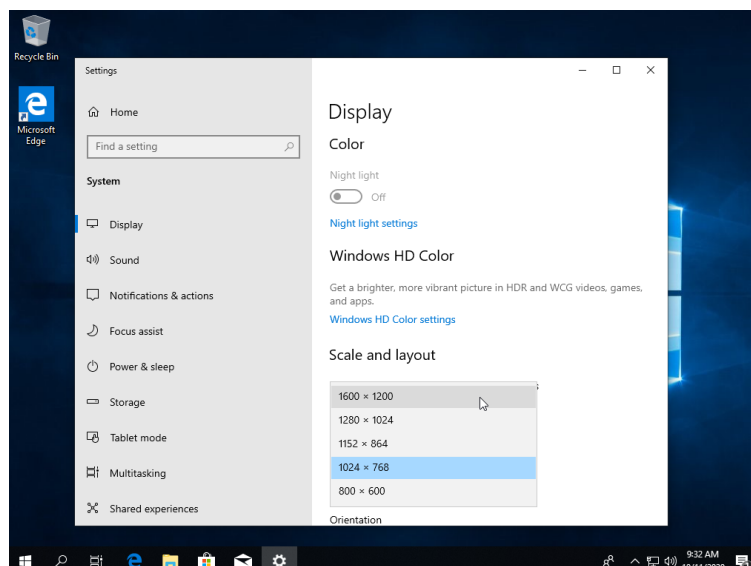 Recycle Bin
Microsoft
Edge
Settings
Home
Find a setting
System
Display
Sound
Notifications & actions
Focus assist
Power & sleep
Storage
Tablet mode
Multitasking
Shared experiences
Display
Color
Night light
Off
Night light settings
Windows HD Color
Get a brighter, more vibrant picture in HDR and WCG videos, games,
and apps.
Windows HD Color settings
Scale and layout
1600 × 1200
1280 × 1024
1152 × 864
1024 × 768
800 × 600
Orientation
9:32 AM